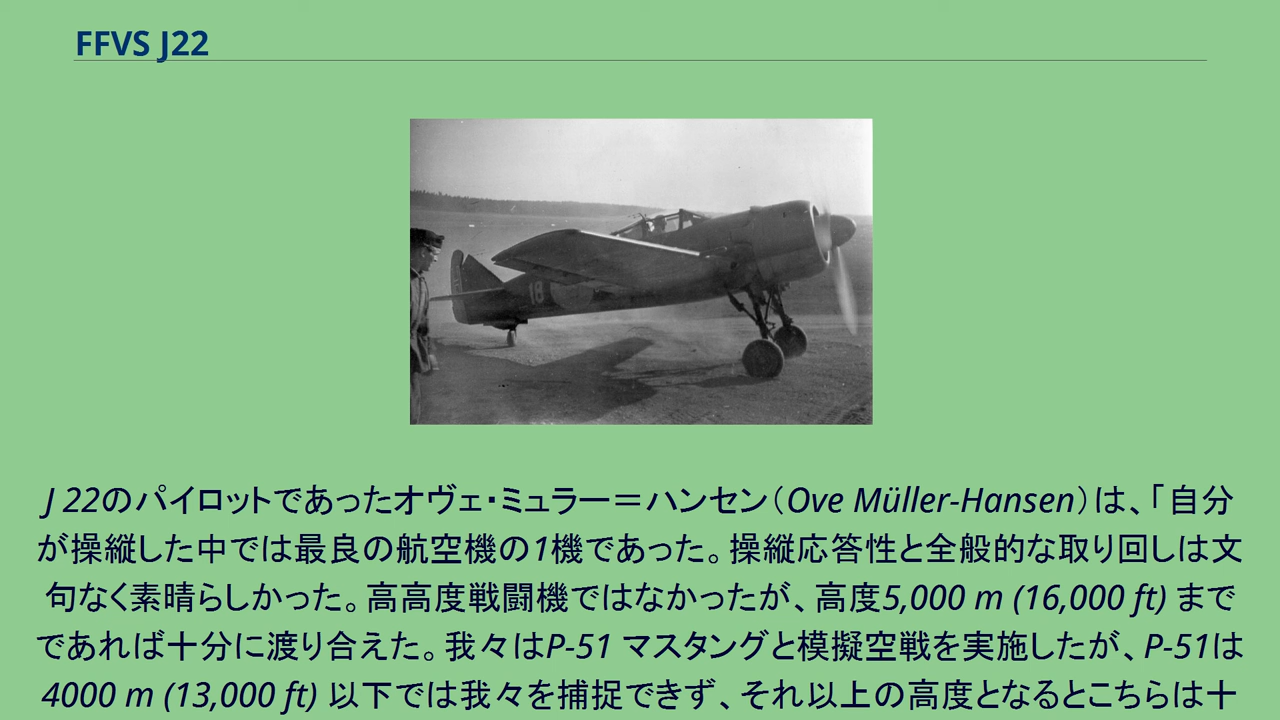 FFVS J22
18
J 22のパイロットであったオヴェ・ミュラー＝ハンセン（Ove Müller-Hansen）は、「自分
が操縦した中では最良の航空機の1機であった。操縦応答性と全般的な取り回しは文
句なく素晴らしかった。高高度戦闘機ではなかったが、高度5,000 m (16,000 ft) まで
であれば十分に渡り合えた。我々はP-51 マスタングと模擬空戦を実施したが、P-51は
4000 m (13,000 ft) 以下では我々を捕捉できず、それ以上の高度となるとこちらは十